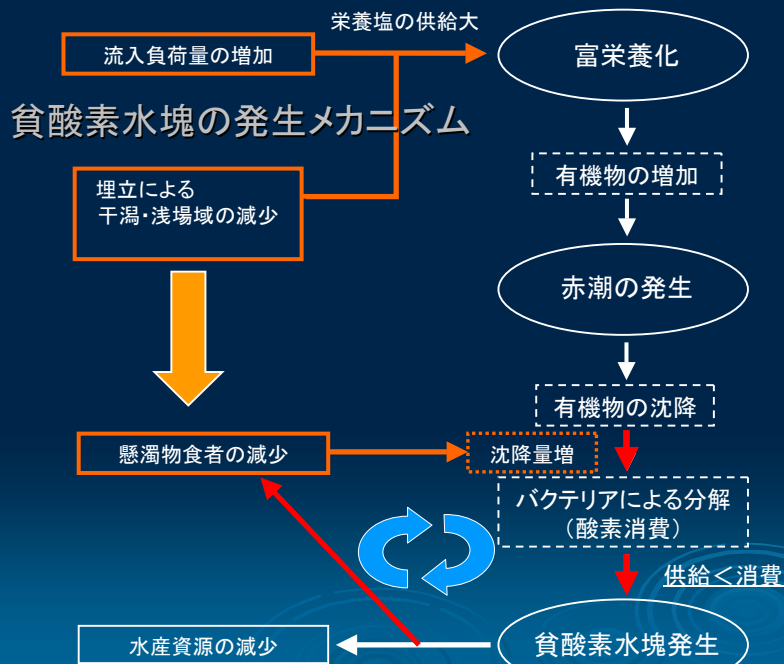 栄養塩の供給大
流入負荷量の増加
富栄養化
貧酸素水塊の発生メカニズム
有機物の増加
埋立による
干潟・浅場域の減少
赤潮の発生
有機物の沈降
懸濁物食者の減少
沈降量増
バクテリアによる分解
（酸素消費）
供給＜消費
水産資源の減少
貧酸素水塊発生